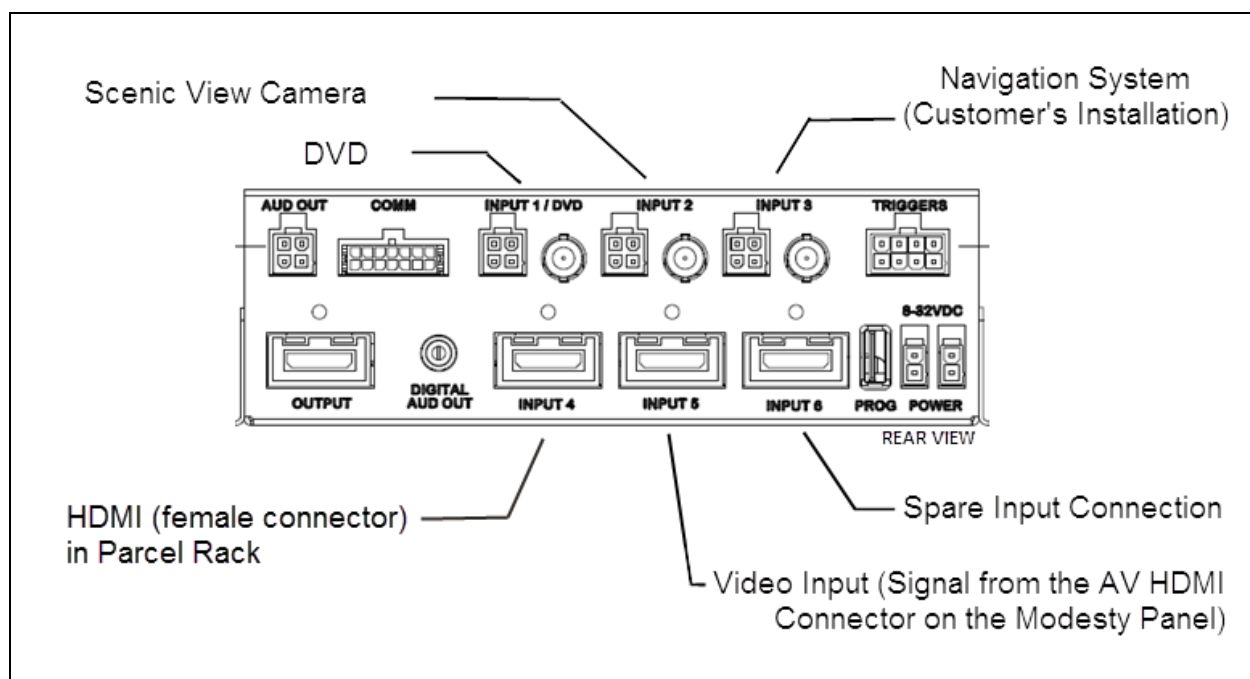 Scenic View Camera
Navigation System
(Customer's Installation)
DVD
AUD OUT
COMM
INPUT 1 / DVD
INPUT 2
INPUT 3
TRIGGERS
8-32VDC
OUTPUT
DIGITAL
AUD OUT
INPUT 4
INPUT 5
INPUT 6
PROG
POWER
REAR VIEW
HDMI (female connector)
in Parcel Rack
Spare Input Connection
Video Input (Signal from the AV HDMI
Connector on the Modesty Panel)